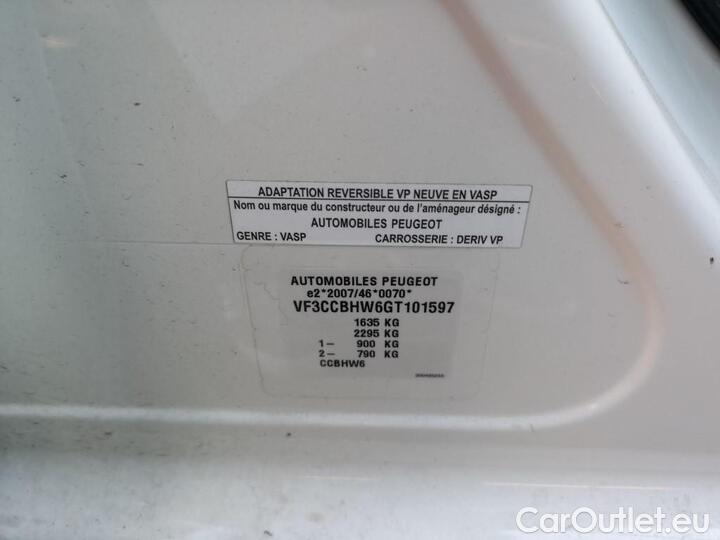 ADAPTATION REVERSIBLE VP NEUVE EN VASP
Nom ou marque du constructeur ou de l'aménageur désigné :
AUTOMOBILES PEUGEOT
GENRE : VASP CARROSSERIE : DERIV VP
AUTOMOBILES PEUGEOT
e2*2007/46*0070*
VF3CCBHW6GT101597
1635 KG
2295 KG
1– 900 KG
2– 790 KG
CCBHW6
CarOutlet.eu